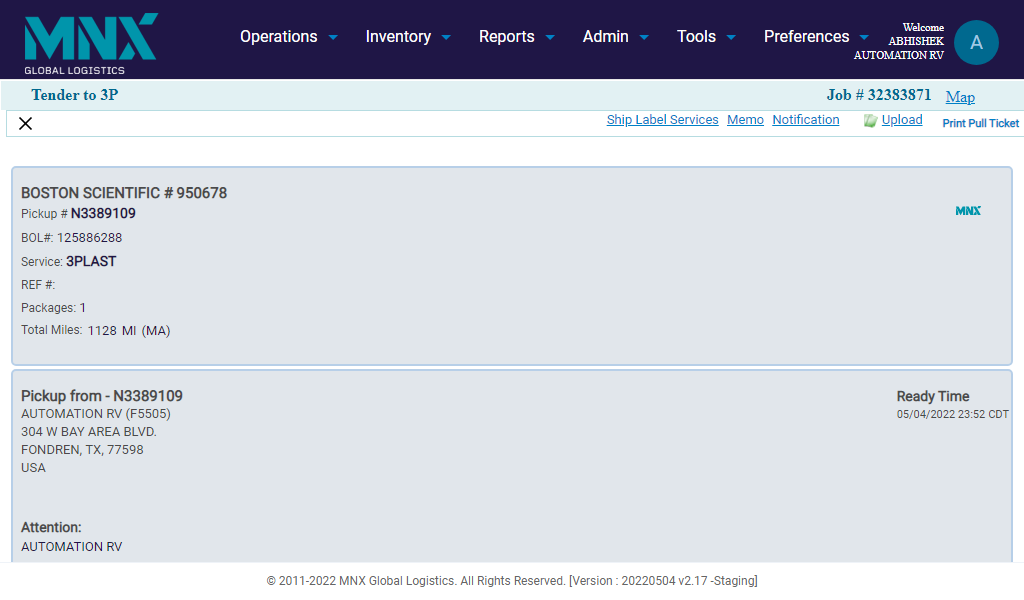 MNX
GLOBAL LOGISTICS
Operations Inventory Reports Admin Tools Preferences
Welcome
ABHISHEK
AUTOMATION RV
A
Tender to 3P Job # 32383871 Map
Ship Label Services Memo Notification Upload Print Pull Ticket
BOSTON SCIENTIFIC # 950678
Pickup # N3389109
MNX
BOL#: 125886288
Service: 3PLAST
REF #:
Packages: 1
Total Miles: 1128 MI (MA)
Pickup from - N3389109
Ready Time
AUTOMATION RV (F5505)
05/04/2022 23:52 CDT
304 W BAY AREA BLVD.
FONDREN, TX, 77598
USA
Attention:
AUTOMATION RV
© 2011-2022 MNX Global Logistics. All Rights Reserved. [Version : 20220504 v2.17 -Staging]